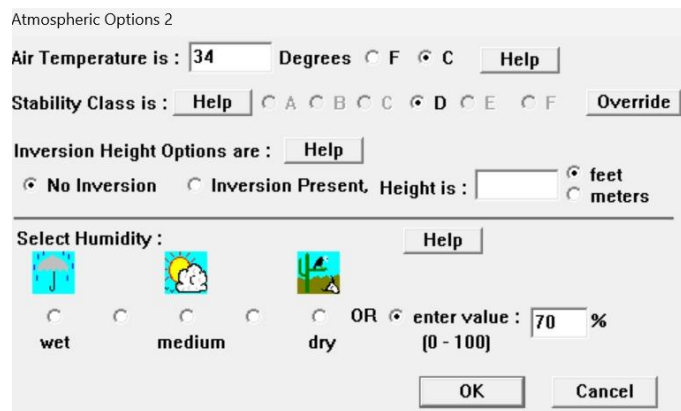 Atmospheric Options 2
Air Temperature is : 34 Degrees F C Help
Stability Class is : Help A B C D E F Override
Inversion Height Options are : Help
No Inversion Inversion Present, Height is : feet
meters
Select Humidity : Help
OR enter value : 70 %
wet medium dry (0 - 100)
OK Cancel